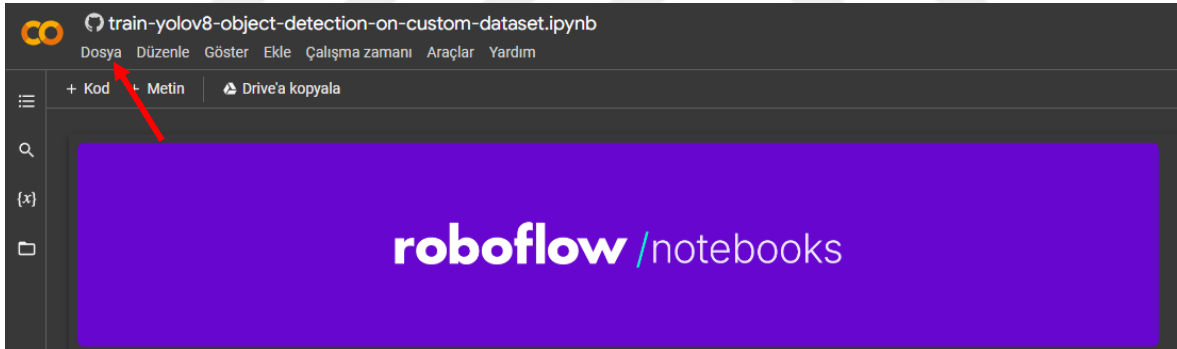 train-yolov8-object-detection-on-custom-dataset.ipynb
Dosya Düzenle Göster Ekle Çalışma zamanı Araçlar Yardım
+ Kod + Metin Drive'a kopyala
{x}
roboflow /notebooks